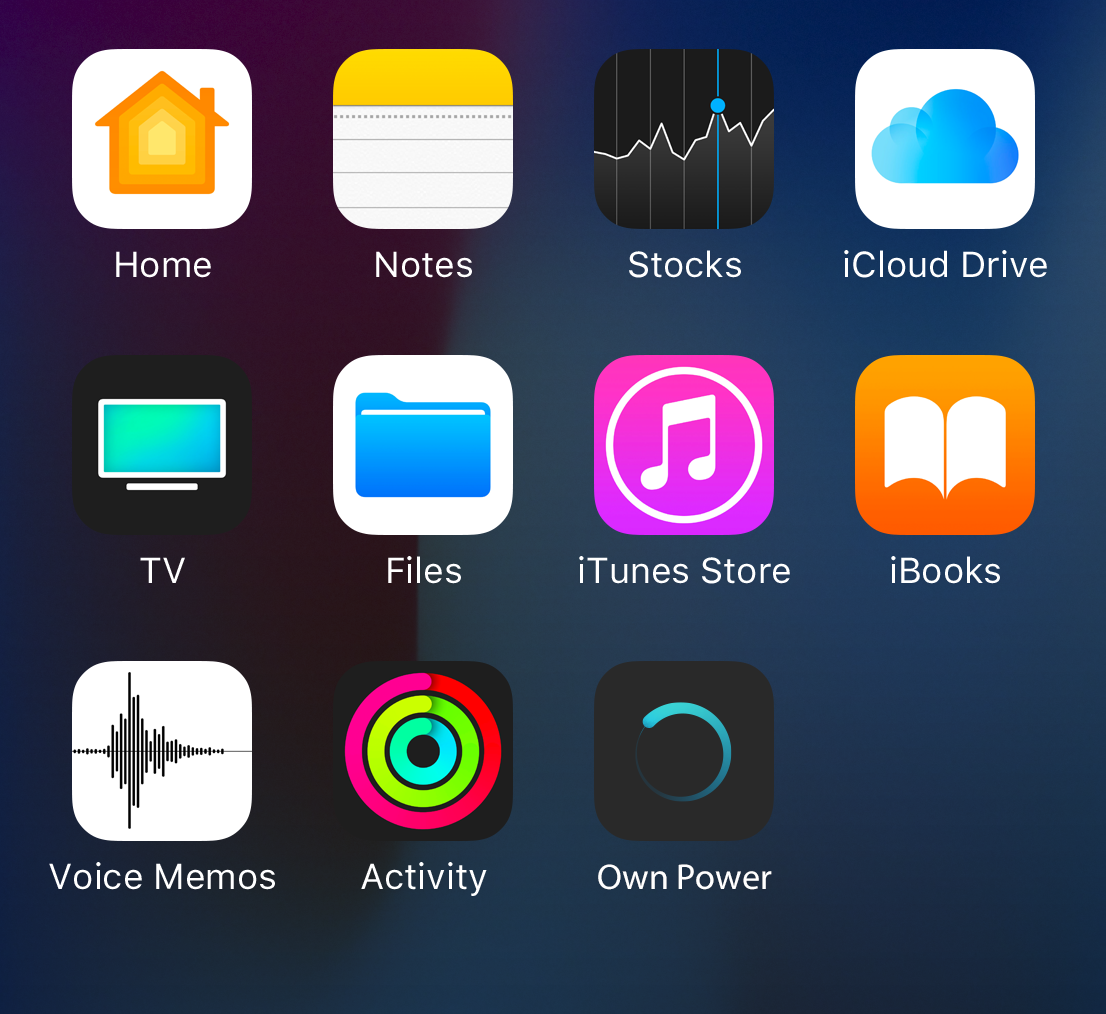 Home
Notes
Stocks
iCloud Drive
TV
Files
iTunes Store
iBooks
Voice Memos
Activity
Own Power